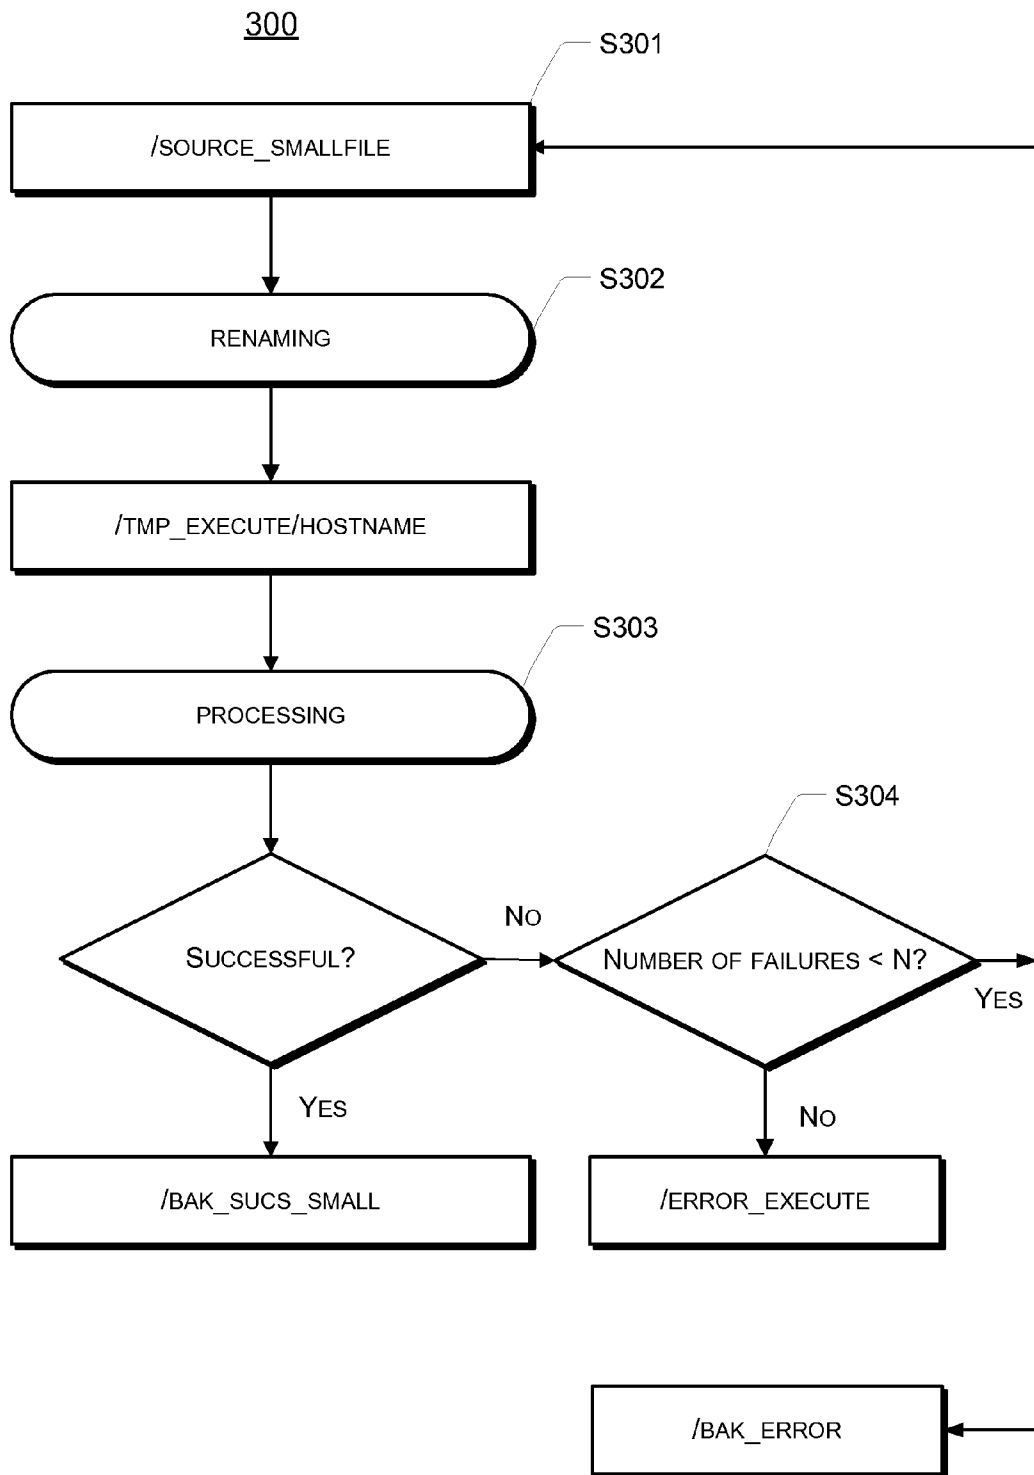 300
S301
/SOURCE_SMALLFILE
S302
RENAMING
/TMP_EXECUTE/HOSTNAME
S303
PROCESSING
S304
SUCCESSFUL?
NO
NUMBER OF FAILURES < N?
YES
YES
NO
/BAK_SUCS_SMALL
/ERROR_EXECUTE
/BAK_ERROR